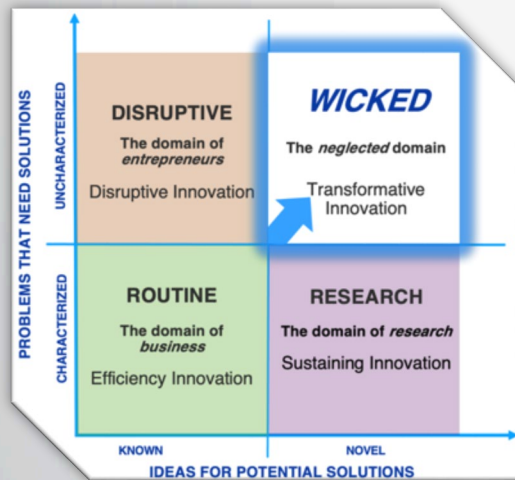 PROBLEMS THAT NEED SOLUTIONS
UNCHARACTERIZED
CHARACTERIZED
DISRUPTIVE
The domain of
entrepreneurs
Disruptive Innovation
WICKED
The neglected domain
Transformative
Innovation
ROUTINE
The domain of
business
Efficiency Innovation
RESEARCH
The domain of research
Sustaining Innovation
KNOWN
NOVEL
IDEAS FOR POTENTIAL SOLUTIONS